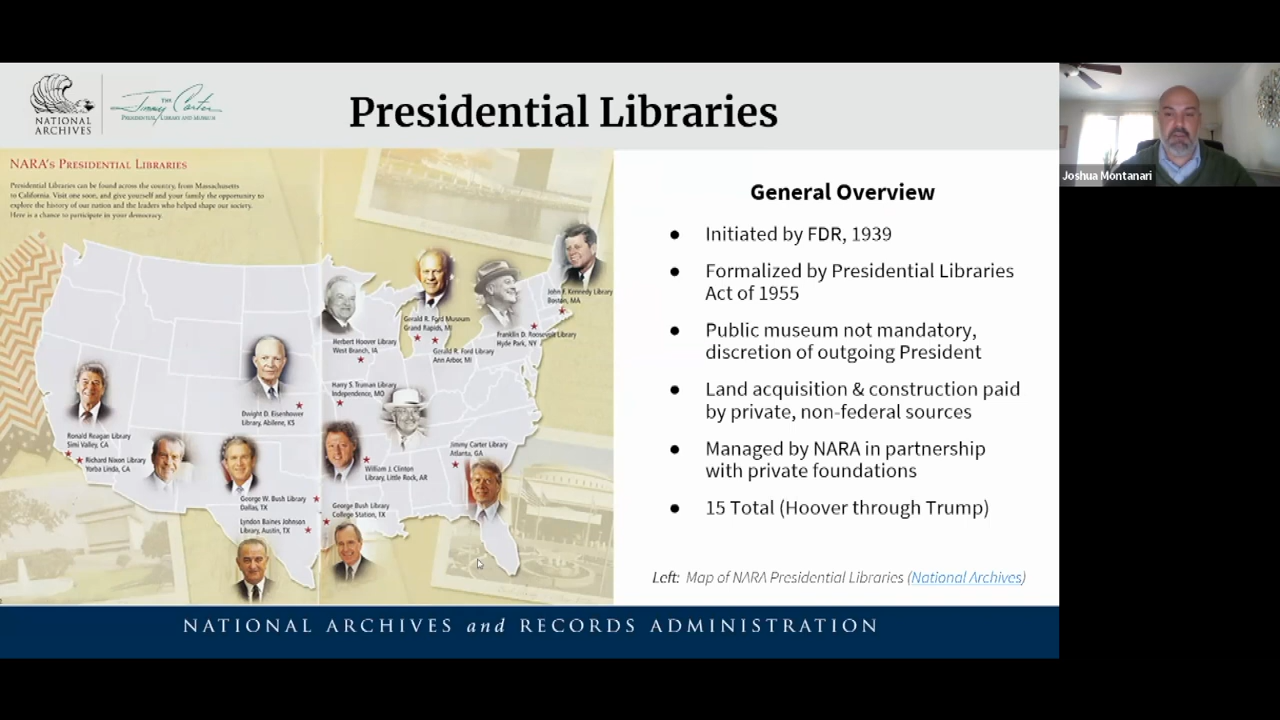 NATIONAL
ARCHIVES
THE
Jimmy Carter
PRESIDENTIAL LIBRARY AND MUSEUM
Presidential Libraries
NARA's PRESIDENTIAL LIBRARIES
Presidential Libraries can be found across the country, from Massachusetts
to California. Visit one soon, and give yourself and your family the opportunity to
explore the history of our nation and the leaders who helped shape our society.
Here is a chance to participate in your democracy.
John F. Kennedy Library
Boston, MA
Gerald R. Ford Museum
Grand Rapids, MI
Franklin D. Roosevelt Library
Hyde Park, NY
Herbert Hoover Library
West Branch, IA
Gerald R. Ford Library
Ann Arbor, MI
Harry S. Truman Library
Independence, MO
Dwight D. Eisenhower
Library, Abilene, KS
Ronald Reagan Library
Simi Valley, CA
Richard Nixon Library
Yorba Linda, CA
Jimmy Carter Library
Atlanta, GA
William J. Clinton
Library, Little Rock, AR
George W. Bush Library
Dallas, TX
George Bush Library
College Station, TX
Lyndon Baines Johnson
Library, Austin, TX
General Overview
● Initiated by FDR, 1939
● Formalized by Presidential Libraries
Act of 1955
● Public museum not mandatory,
discretion of outgoing President
● Land acquisition & construction paid
by private, non-federal sources
● Managed by NARA in partnership
with private foundations
● 15 Total (Hoover through Trump)
Left: Map of NARA Presidential Libraries (National Archives)
NATIONAL ARCHIVES and RECORDS ADMINISTRATION
Joshua Montanari